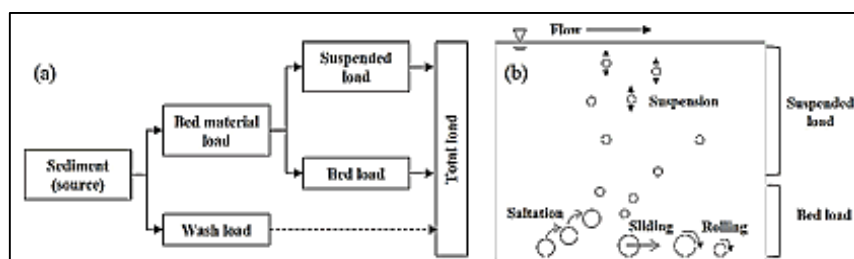 (a)
Sediment
(source)
Bed material
load
Wash load
Suspended
load
Bed load
Total load
(b)
Flow
Suspension
Saltation
Sliding
Rolling
Suspended
load
Bed load